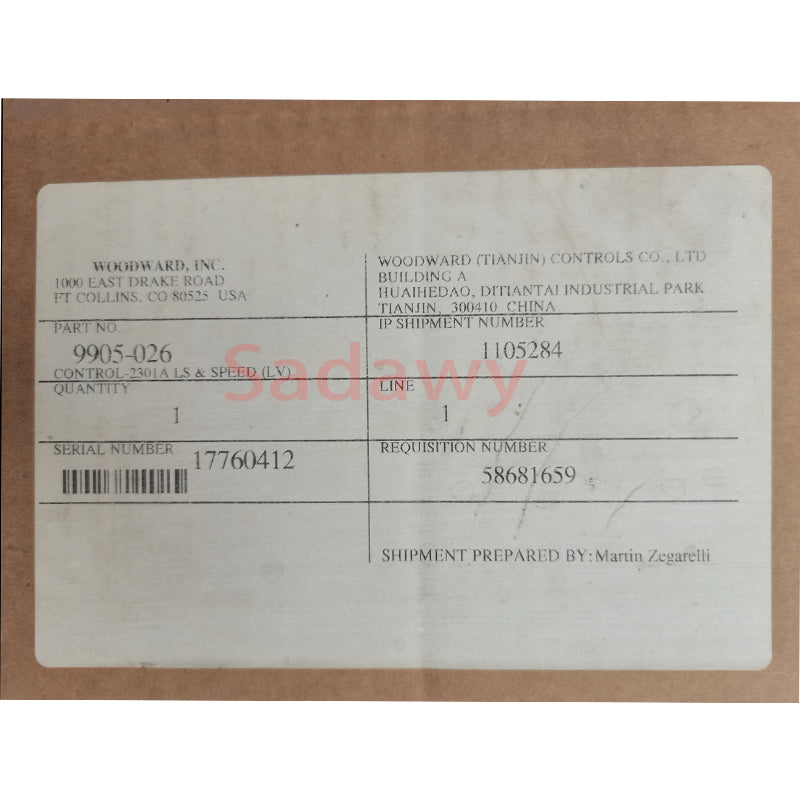 WOODWARD, INC.
1000 EAST DRAKE ROAD
FT COLLINS, CO 80525 USA
WOODWARD (TIANJIN) CONTROLS CO., LTD
BUILDING A
HUAIHEDAO, DITIANTAI INDUSTRIAL PARK
TIANJIN, 300410 CHINA
PART NO
9905-026
CONTROL-2301A LS & SPEED (LV)
IP SHIPMENT NUMBER
1105284
QUANTITY
1
LINE
1
SERIAL NUMBER
17760412
REQUISITION NUMBER
58681659
SHIPMENT PREPARED BY: Martin Zegarelli
Sadawy